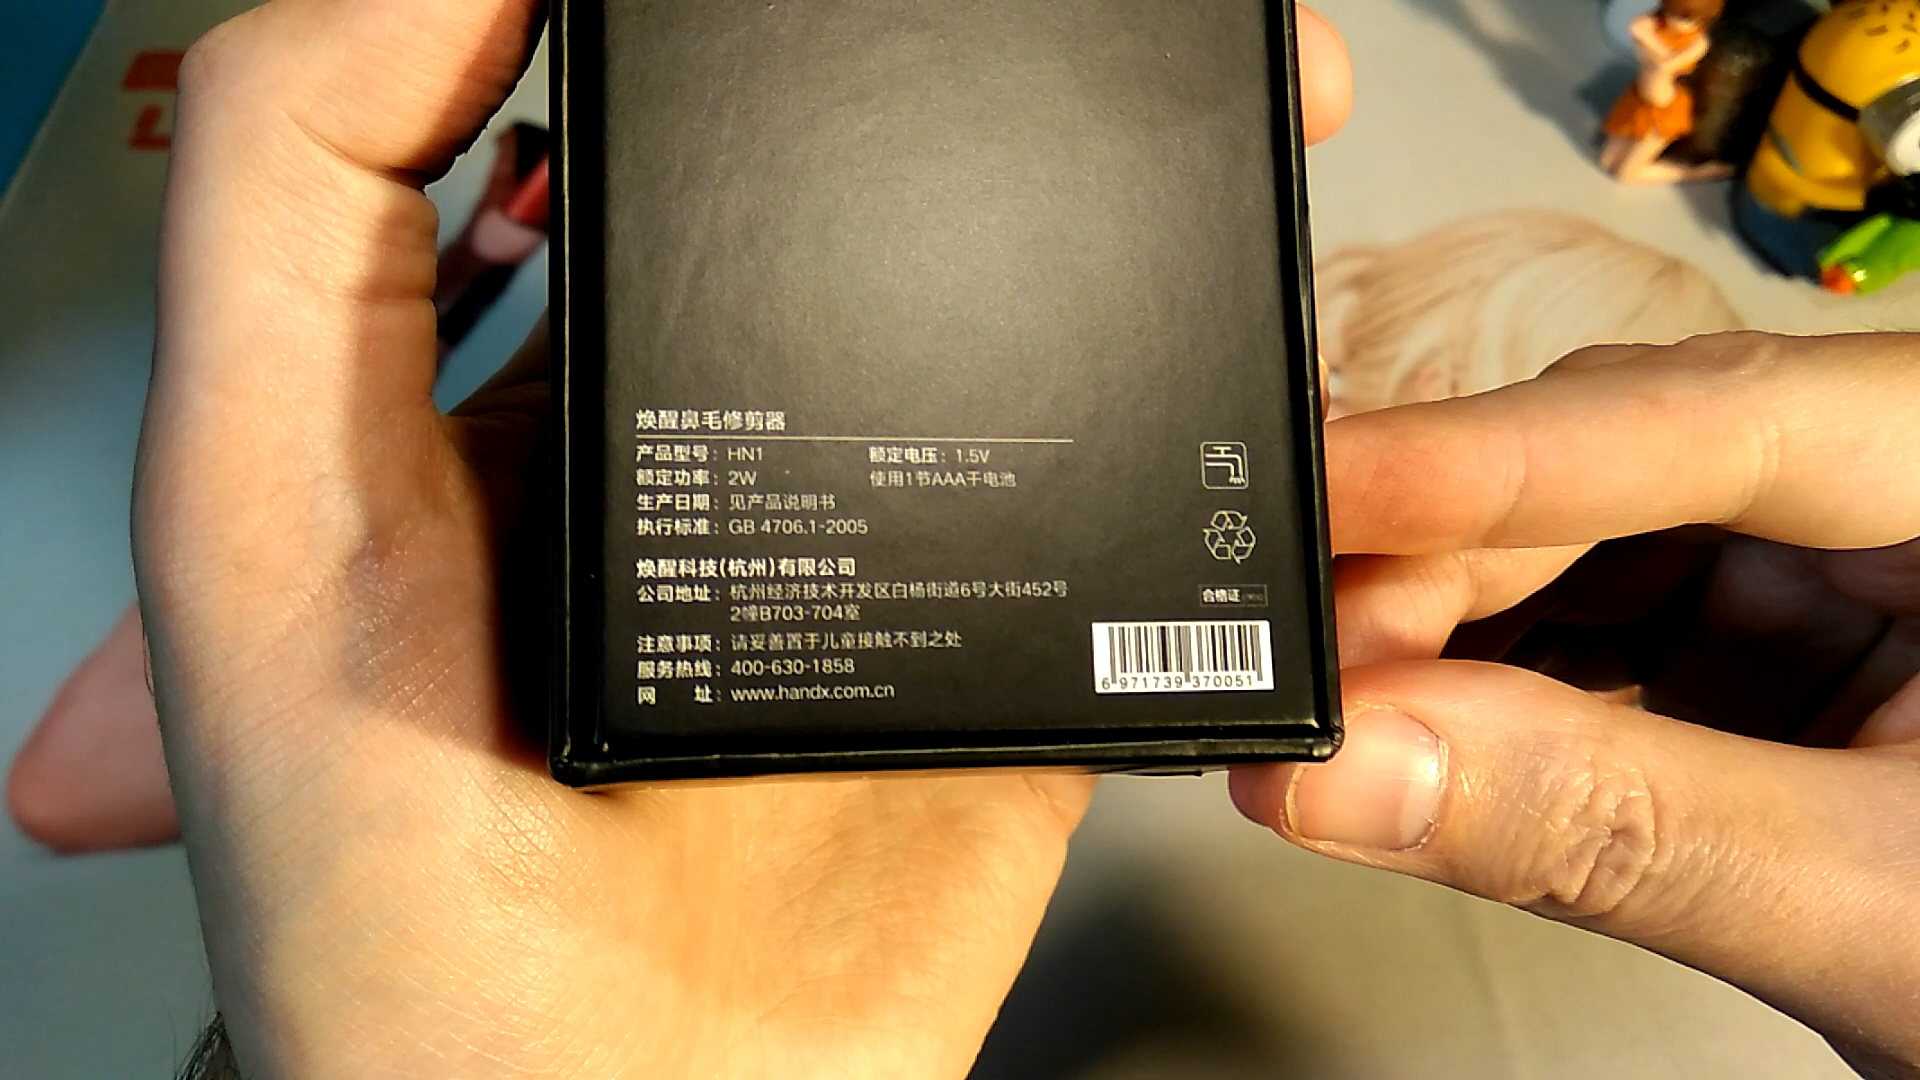 焕醒鼻毛修剪器
产品型号：HN1 额定电压：1.5V
额定功率：2W 使用1节AAA干电池
生产日期：见产品说明书
执行标准：GB 4706.1-2005
焕醒科技(杭州)有限公司
公司地址：杭州经济技术开发区白杨街道6号大街452号
2幢B703-704室
注意事项：请妥善置于儿童接触不到之处
服务热线：400-630-1858
网 址：www.handx.com.cn
合格证
6 971739 370051